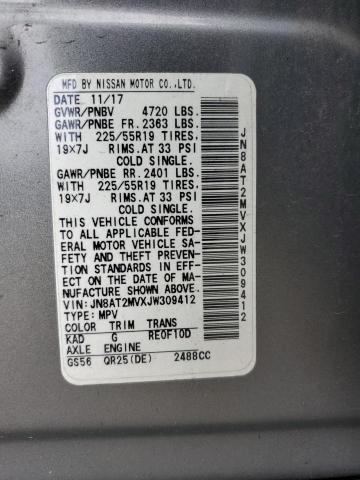 MFD BY NISSAN MOTOR CO.,LTD.
DATE 11/17
GVWR/PNBV 4720 LBS.
GAWR/PNBE FR. 2363 LBS.
WITH 225/55R19 TIRES.
19×7J RIMS.AT 33 PSI
COLD SINGLE.
GAWR/PNBE RR. 2401 LBS.
WITH 225/55R19 TIRES.
19×7J RIMS.AT 33 PSI
COLD SINGLE.
THIS VEHICLE CONFORMS
TO ALL APPLICABLE FED-
ERAL MOTOR VEHICLE SA-
FETY AND THEFT PREVENTION
STANDARDS IN EFF-
ECT ON THE DATE OF MA-
NUFACTURE SHOWN ABOVE.
VIN:JN8AT2MVXJW309412
TYPE:MPV
COLOR TRIM TRANS
KAD G RE0F10D
AXLE ENGINE
GS56 QR25(DE) 2488CC
JN8AT2MVXJW309412